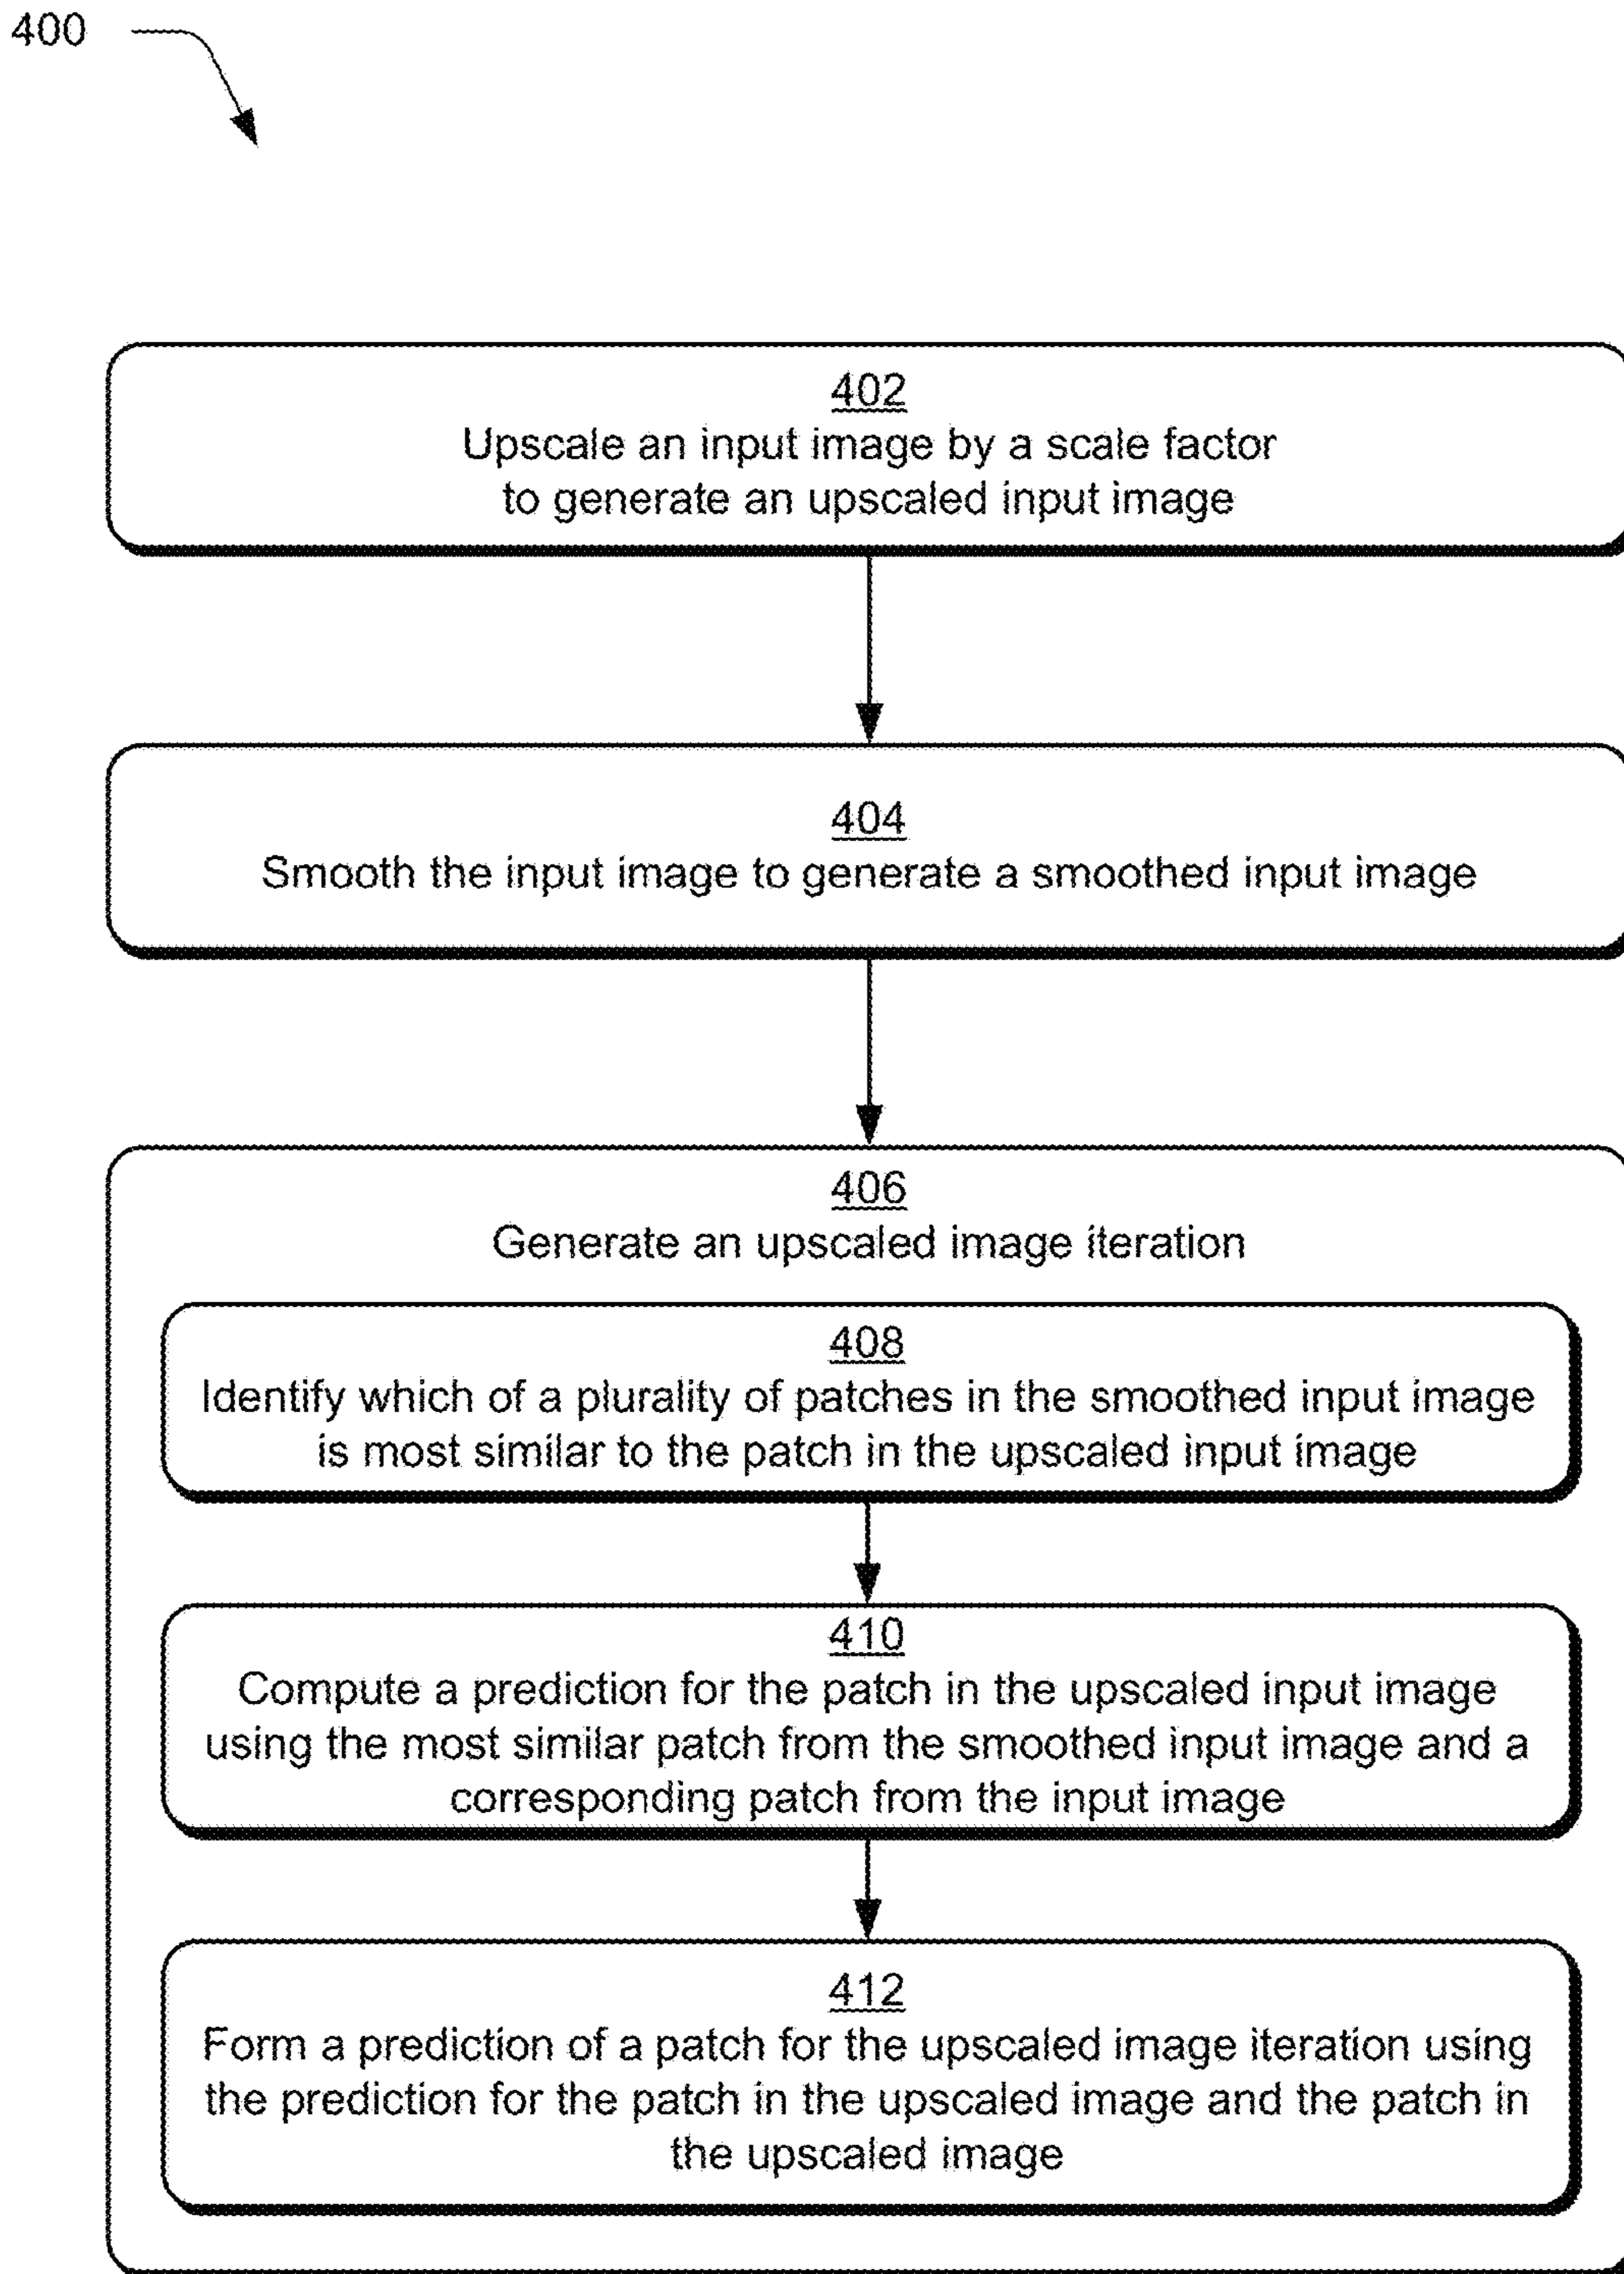 400
402
Upscale an input image by a scale factor
to generate an upscaled input image
404
Smooth the input image to generate a smoothed input image
406
Generate an upscaled image iteration
408
Identify which of a plurality of patches in the smoothed input image
is most similar to the patch in the upscaled input image
410
Compute a prediction for the patch in the upscaled input image
using the most similar patch from the smoothed input image and a
corresponding patch from the input image
412
Form a prediction of a patch for the upscaled image iteration using
the prediction for the patch in the upscaled image and the patch in
the upscaled image